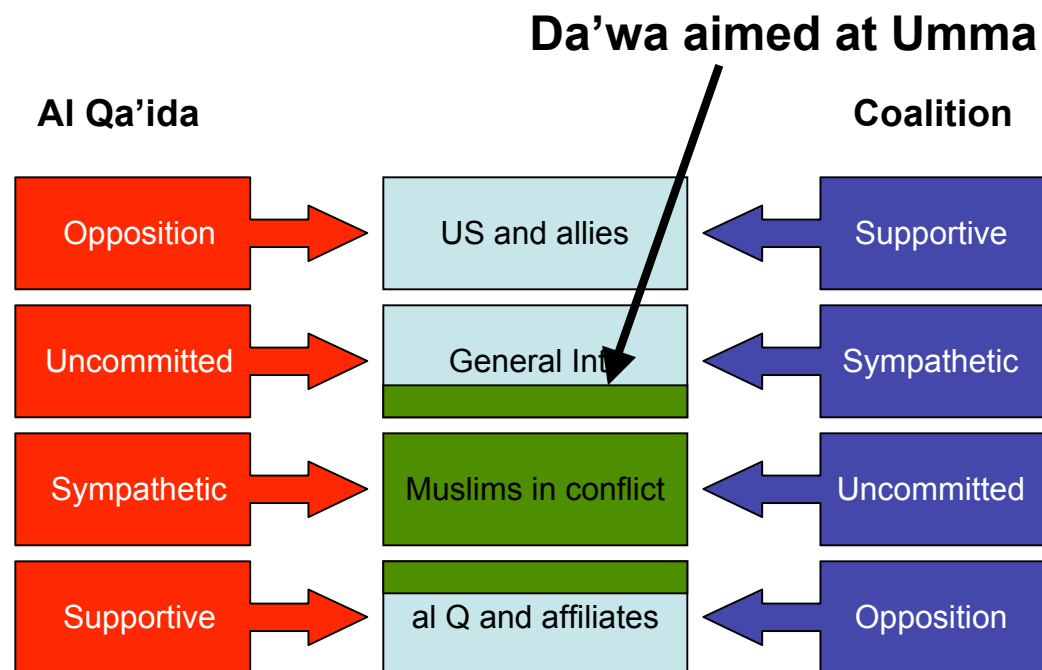 Da’wa aimed at Umma
Al Qa’ida
Coalition
Opposition
US and allies
Supportive
Uncommitted
General Int
Sympathetic
Sympathetic
Muslims in conflict
Uncommitted
Supportive
al Q and affiliates
Opposition